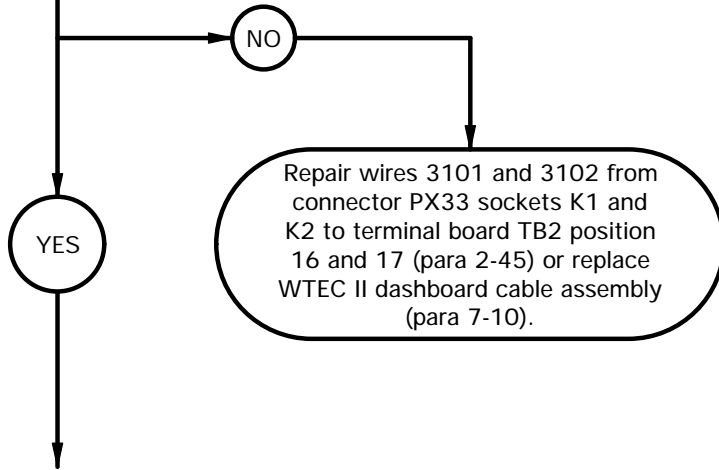 NO
Repair wires 3101 and 3102 from
connector PX33 sockets K1 and
K2 to terminal board TB2 position
16 and 17 (para 2-45) or replace
WTEC II dashboard cable assembly
(para 7-10).
YES